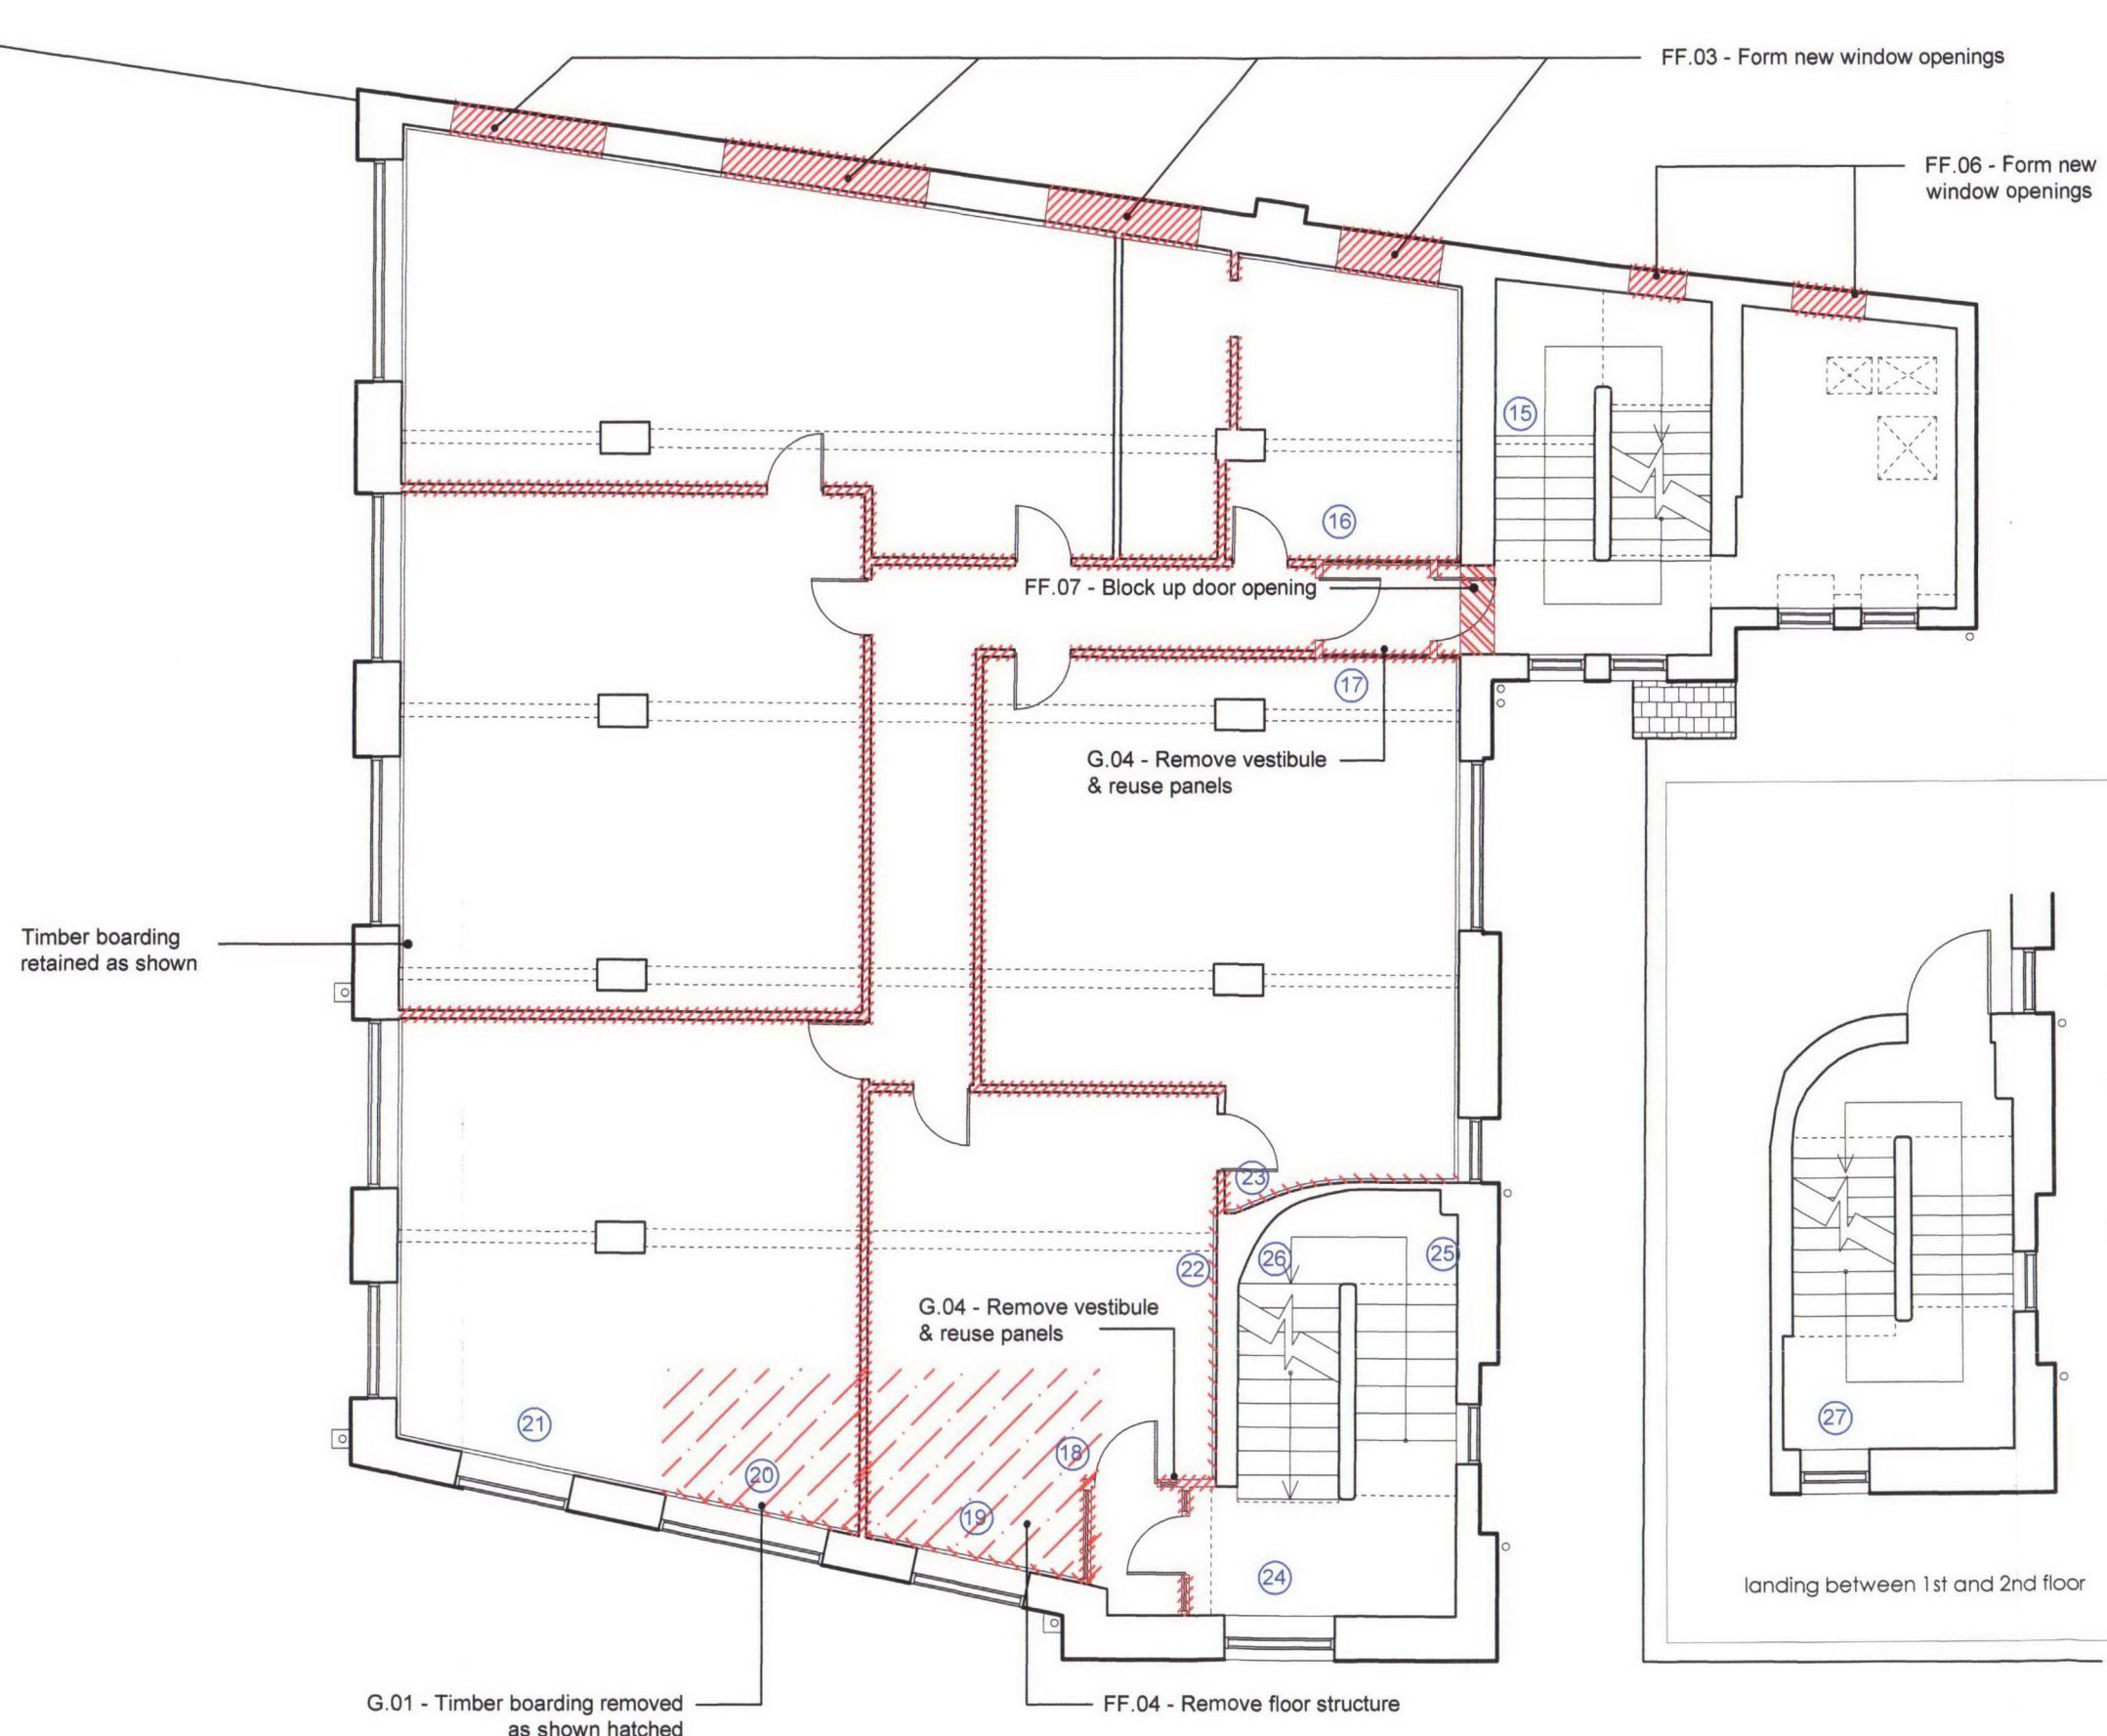 FF.03 - Form new window openings
FF.06 - Form new
window openings
15
16
FF.07 - Block up door opening
17
G.04 - Remove vestibule
& reuse panels
Timber boarding
retained as shown
23
26
25
22
G.04 - Remove vestibule
& reuse panels
21
18
20
19
27
24
landing between 1st and 2nd floor
G.01 - Timber boarding removed
as shown hatched
FF.04 - Remove floor structure